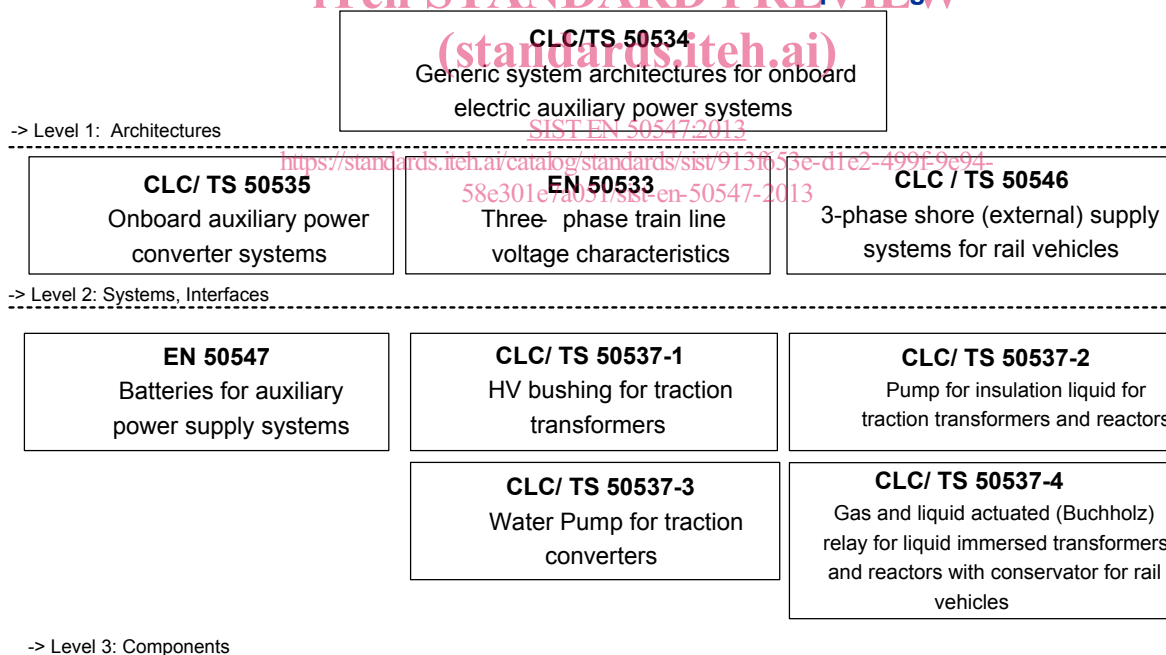 iTeh STANDARD PREVIEW
(standards.iteh.ai)
CLC/TS 50534
Generic system architectures for onboard
electric auxiliary power systems
-> Level 1: Architectures
SIST EN 50547:2013
https://standards.iteh.ai/catalog/standards/sist/913f653e-d1e2-499f-9e94-
58e301e7a051/sist-en-50547-2013
CLC/ TS 50535
Onboard auxiliary power
converter systems
EN 50533
Three- phase train line
voltage characteristics
CLC / TS 50546
3-phase shore (external) supply
systems for rail vehicles
-> Level 2: Systems, Interfaces
EN 50547
Batteries for auxiliary
power supply systems
CLC/ TS 50537-1
HV bushing for traction
transformers
CLC/ TS 50537-2
Pump for insulation liquid for
traction transformers and reactors
CLC/ TS 50537-3
Water Pump for traction
converters
CLC/ TS 50537-4
Gas and liquid actuated (Buchholz)
relay for liquid immersed transformers
and reactors with conservator for rail
vehicles
-> Level 3: Components